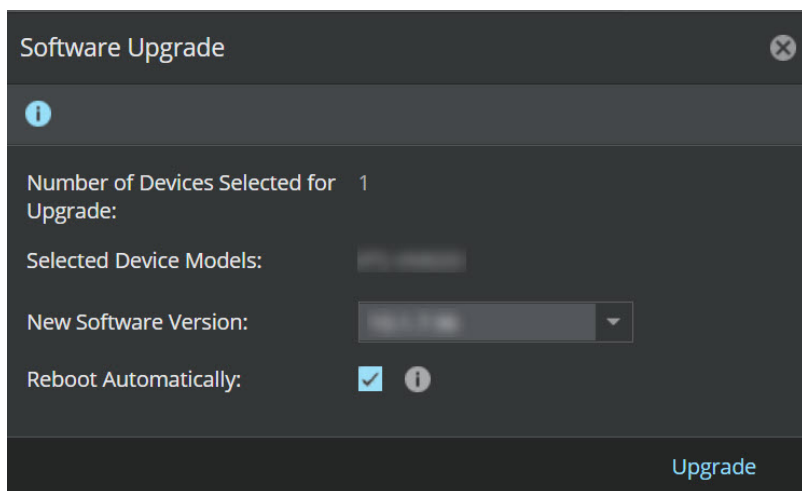 Software Upgrade
Number of Devices Selected for 1
Upgrade:
Selected Device Models:
New Software Version:
Reboot Automatically:
Upgrade